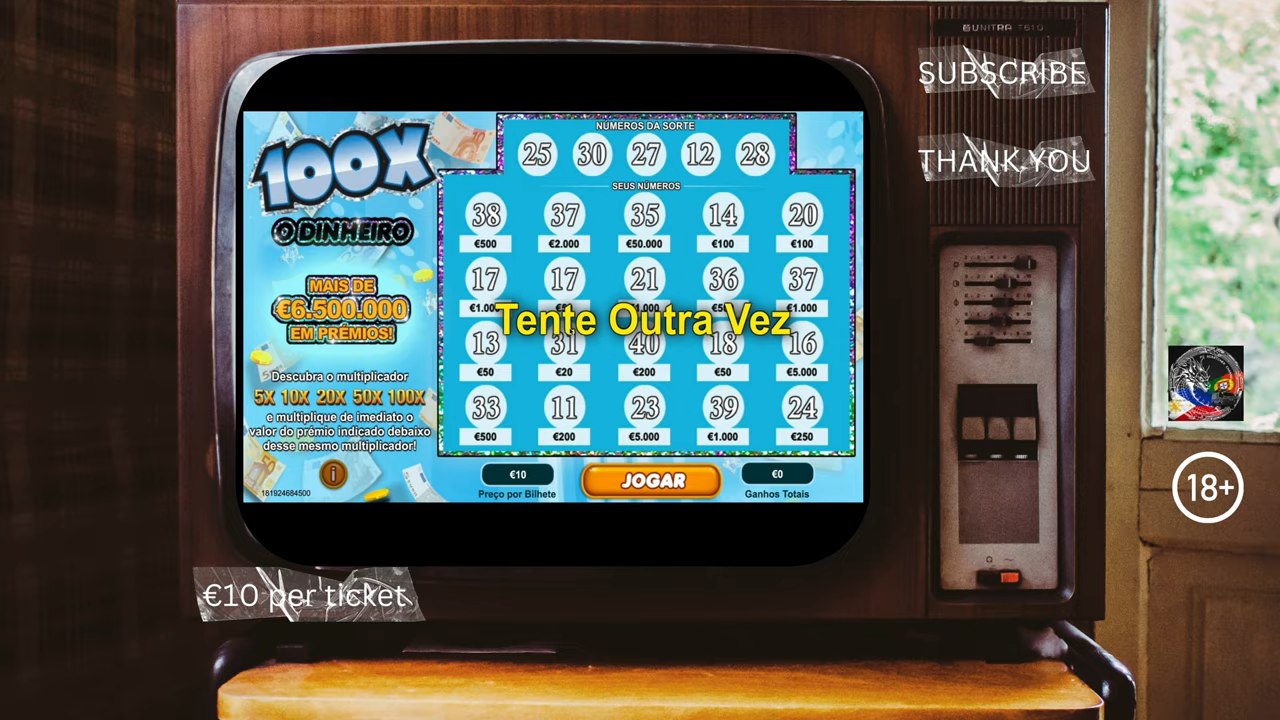 UNITRA
SUBSCRIBE
THANK YOU
100X
O DINHEIRO
MAIS DE
€6.500.000
EM PRÉMIOS!
Descubra o multiplicador
5X 10X 20X 50X 100X
e multiplique de imediato o
valor do prémio indicado debaixo
desse mesmo multiplicador!
i
181924684500
NÚMEROS DA SORTE
25 30 27 12 28
SEUS NÚMEROS
38 37 35 14 20
€500 €2.000 €50.000 €100 €100
17 17 21 36 37
Tente Outra Vez
13 31 40 18 16
€50 €20 €200 €50 €5.000
33 11 23 39 24
€500 €200 €5.000 €1.000 €250
€10 JOGAR €0
Preço por Bilhete Ganhos Totais
€10 per ticket
18+